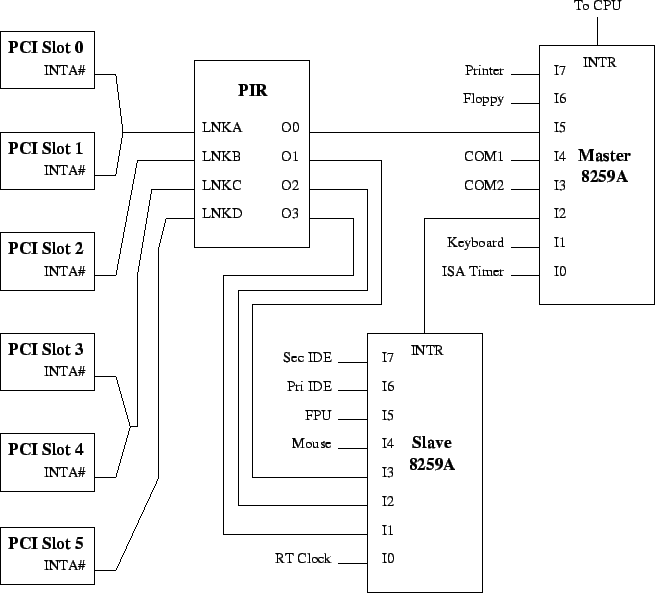 To CPU
PCI Slot 0
INTA#
PCI Slot 1
INTA#
PCI Slot 2
INTA#
PCI Slot 3
INTA#
PCI Slot 4
INTA#
PCI Slot 5
INTA#
PIR
LNKA O0
LNKB O1
LNKC O2
LNKD O3
INTR
Printer I7
Floppy I6
I5
COM1 I4
COM2 I3
I2
Keyboard I1
ISA Timer I0
Master
8259A
INTR
Sec IDE I7
Pri IDE I6
FPU I5
Mouse I4
I3
I2
I1
RT Clock I0
Slave
8259A